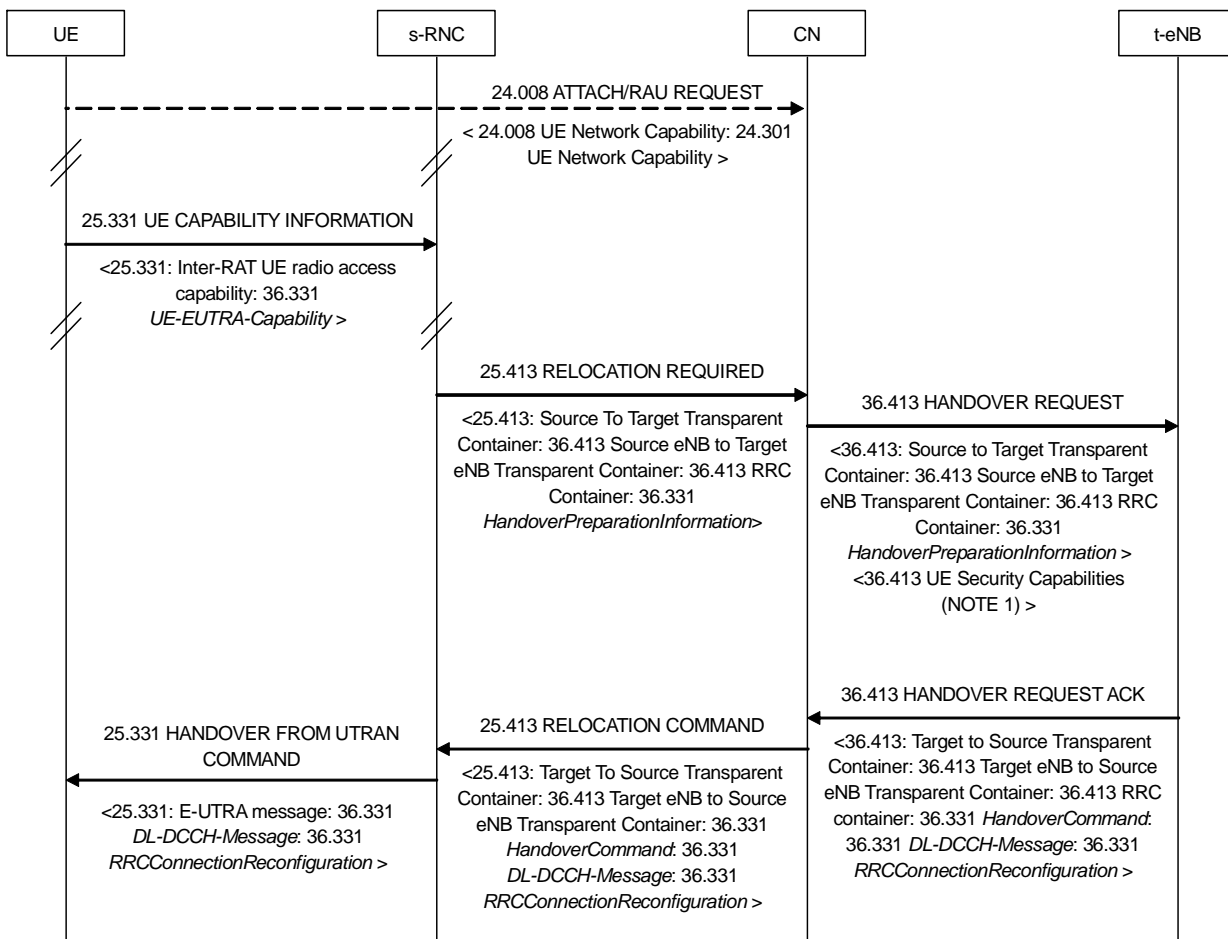 UE
s-RNC
CN
t-eNB
24.008 ATTACH/RAU REQUEST
< 24.008 UE Network Capability: 24.301
UE Network Capability >
25.331 UE CAPABILITY INFORMATION
<25.331: Inter-RAT UE radio access
capability: 36.331
UE-EUTRA-Capability >
25.413 RELOCATION REQUIRED
<25.413: Source To Target Transparent
Container: 36.413 Source eNB to Target
eNB Transparent Container: 36.413 RRC
Container: 36.331
HandoverPreparationInformation>
36.413 HANDOVER REQUEST
<36.413: Source to Target Transparent
Container: 36.413 Source eNB to Target
eNB Transparent Container: 36.413 RRC
Container: 36.331
HandoverPreparationInformation >
<36.413 UE Security Capabilities
(NOTE 1) >
36.413 HANDOVER REQUEST ACK
<36.413: Target to Source Transparent
Container: 36.413 Target eNB to Source
eNB Transparent Container: 36.413 RRC
container: 36.331 HandoverCommand:
36.331 DL-DCCH-Message: 36.331
RRCConnectionReconfiguration >
25.413 RELOCATION COMMAND
<25.413: Target To Source Transparent
Container: 36.413 Target eNB to Source
eNB Transparent Container: 36.331
HandoverCommand: 36.331
DL-DCCH-Message: 36.331
RRCConnectionReconfiguration >
25.331 HANDOVER FROM UTRAN
COMMAND
<25.331: E-UTRA message: 36.331
DL-DCCH-Message: 36.331
RRCConnectionReconfiguration >